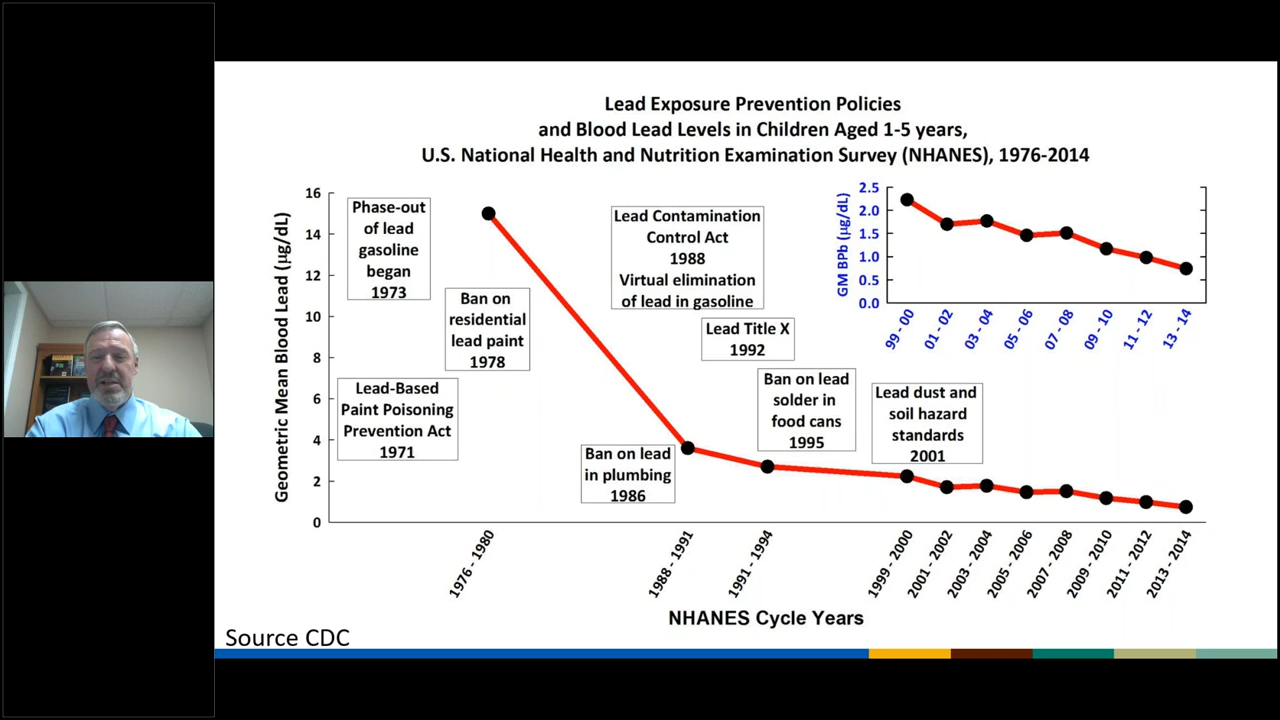 Lead Exposure Prevention Policies
and Blood Lead Levels in Children Aged 1-5 years,
U.S. National Health and Nutrition Examination Survey (NHANES), 1976-2014
Geometric Mean Blood Lead (µg/dL)
16
14
12
10
8
6
4
2
0
Phase-out
of lead
gasoline
began
1973
Ban on
residential
lead paint
1978
Lead-Based
Paint Poisoning
Prevention Act
1971
Lead Contamination
Control Act
1988
Virtual elimination
of lead in gasoline
Lead Title X
1992
Ban on lead
solder in
food cans
1995
Ban on lead
in plumbing
1986
Lead dust and
soil hazard
standards
2001
GM BPb (µg/dL)
2.5
2.0
1.5
1.0
0.5
0.0
99 - 00
01 - 02
03 - 04
05 - 06
07 - 08
09 - 10
11 - 12
13 - 14
1976 - 1980
1988 - 1991
1991 - 1994
1999 - 2000
2001 - 2002
2003 - 2004
2005 - 2006
2007 - 2008
2009 - 2010
2011 - 2012
2013 - 2014
NHANES Cycle Years
Source CDC